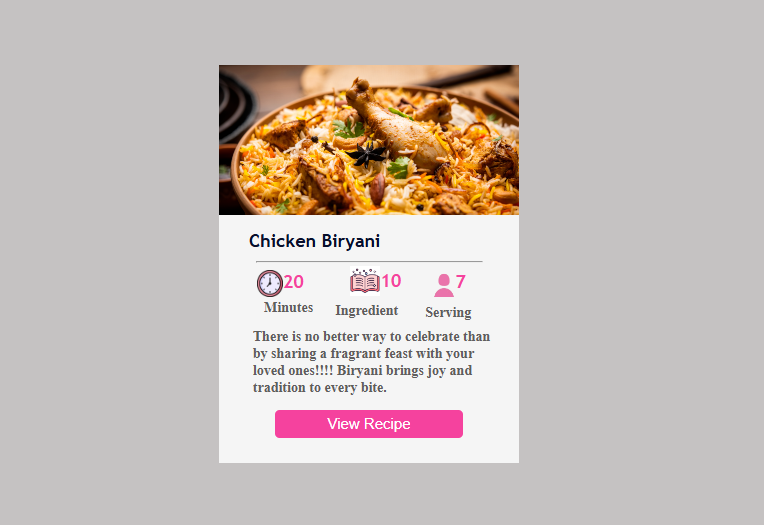 Chicken Biryani
20 10 7
Minutes Ingredient Serving
There is no better way to celebrate than
by sharing a fragrant feast with your
loved ones!!!! Biryani brings joy and
tradition to every bite.
View Recipe